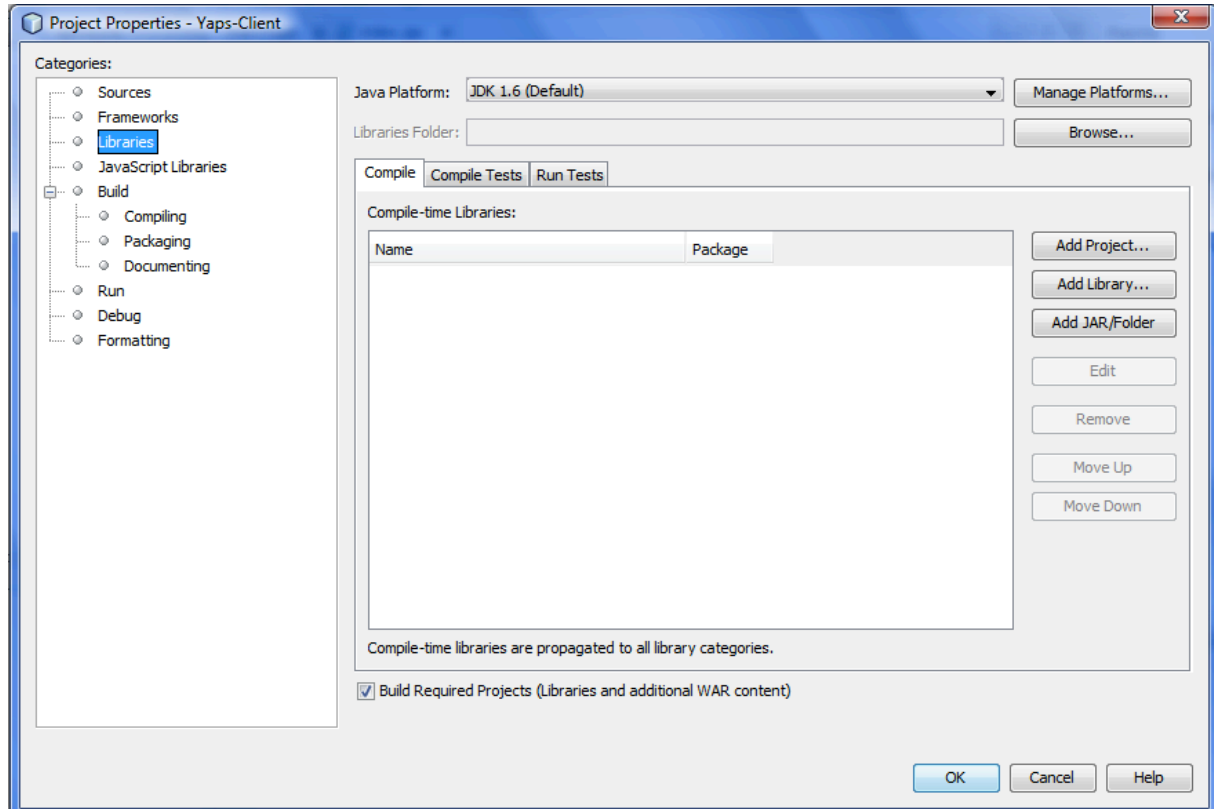 Project Properties - Yaps-Client
Categories:
Sources
Frameworks
Libraries
JavaScript Libraries
Build
Compiling
Packaging
Documenting
Run
Debug
Formatting
Java Platform: JDK 1.6 (Default) Manage Platforms...
Libraries Folder: Browse...
Compile Compile Tests Run Tests
Compile-time Libraries:
Name Package
Add Project...
Add Library...
Add JAR/Folder
Edit
Remove
Move Up
Move Down
Compile-time libraries are propagated to all library categories.
Build Required Projects (Libraries and additional WAR content)
OK Cancel Help